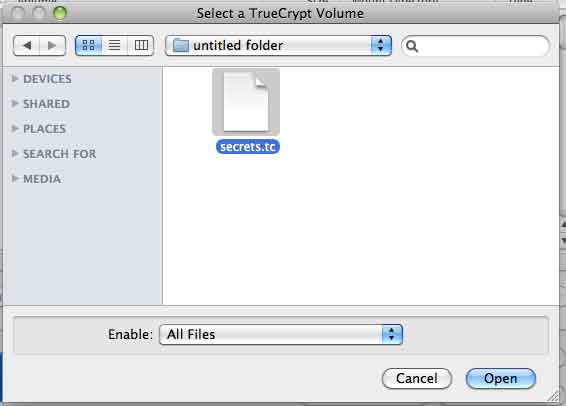 Select a TrueCrypt Volume
untitled folder
DEVICES
SHARED
PLACES
SEARCH FOR
MEDIA
secrets.tc
Enable: All Files
Cancel Open